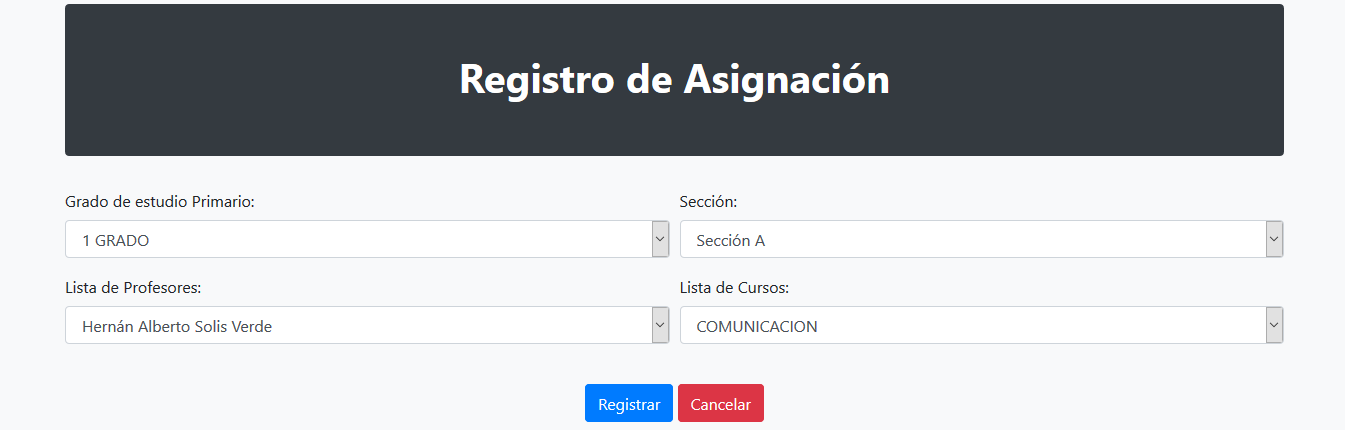 Registro de Asignación
Grado de estudio Primario:
Sección:
1 GRADO
Sección A
Lista de Profesores:
Lista de Cursos:
Hernán Alberto Solis Verde
COMUNICACION
Registrar
Cancelar